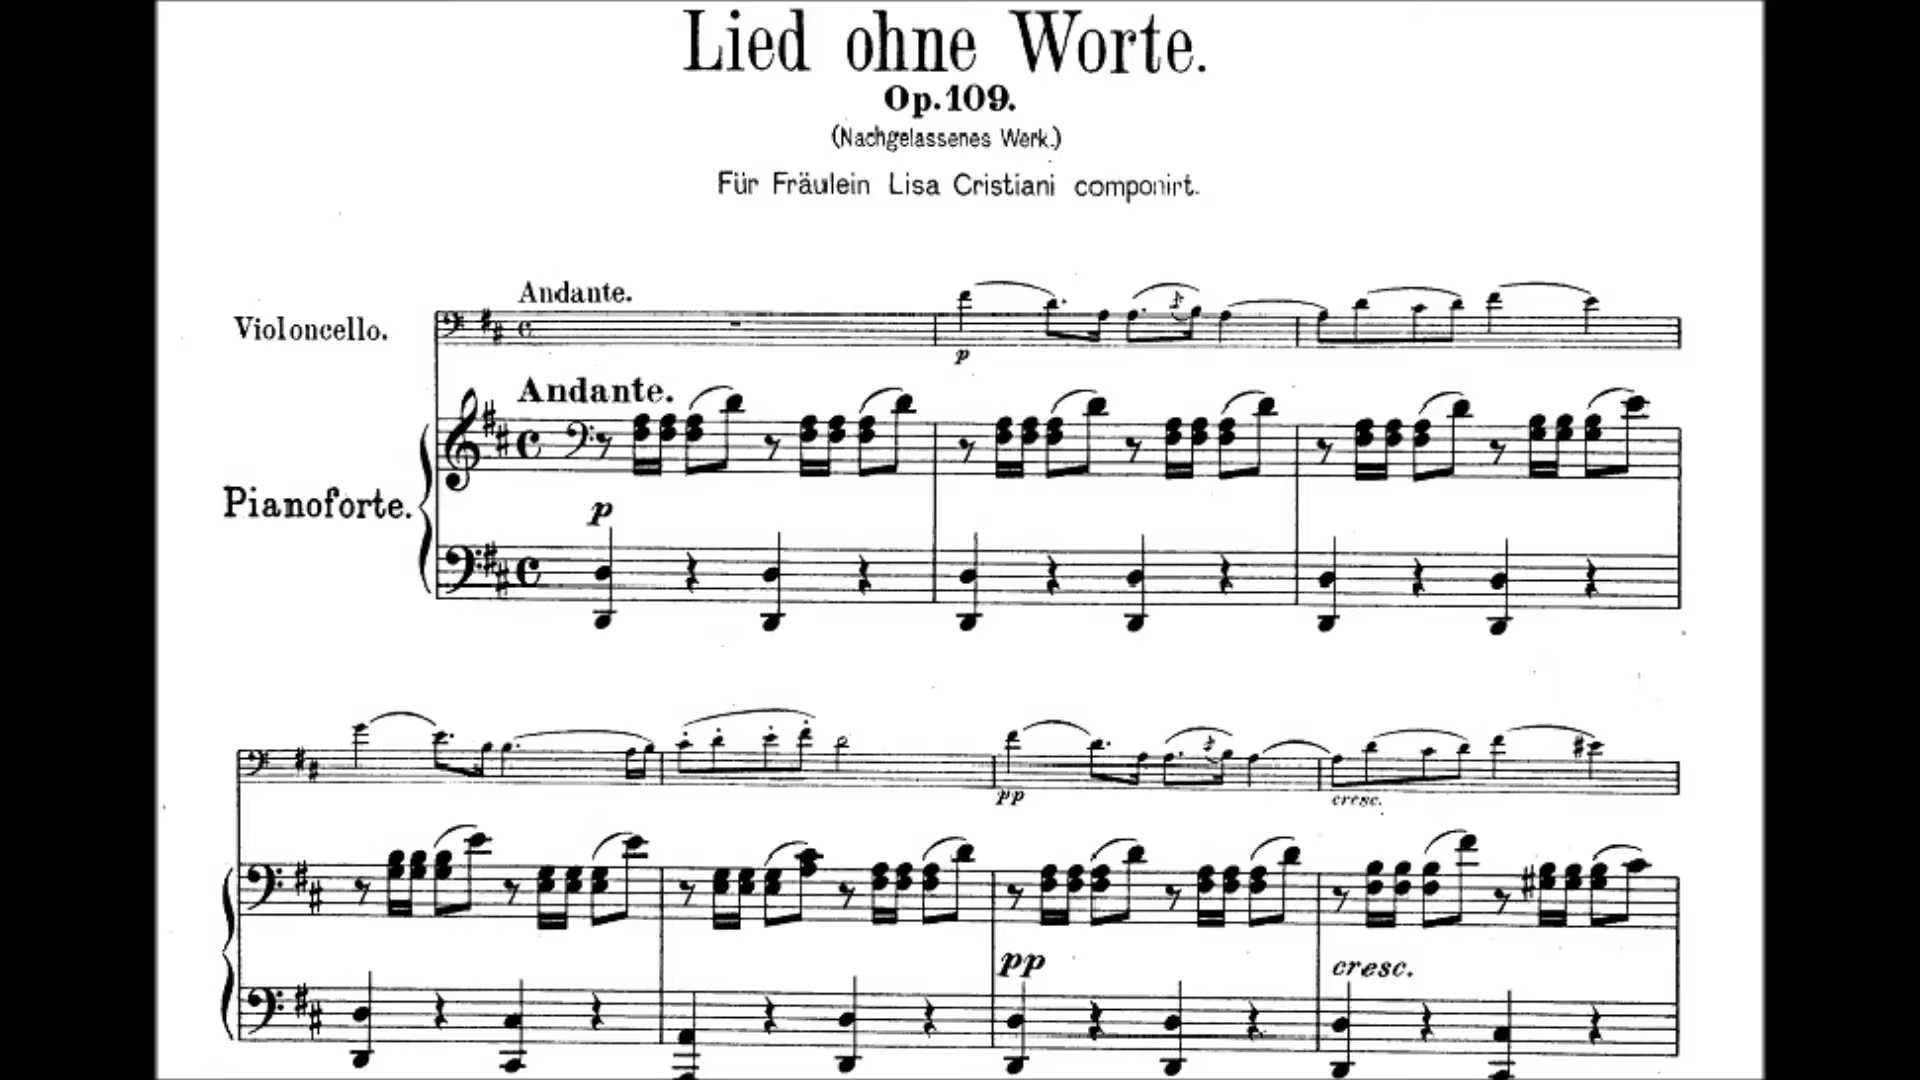 Lied ohne Worte.
Op. 109.
(Nachgelassenes Werk.)
Für Fräulein Lisa Cristiani componirt.
Andante.
Violoncello.
p
Andante.
Pianoforte.
p
pp
cresc.
pp
cresc.